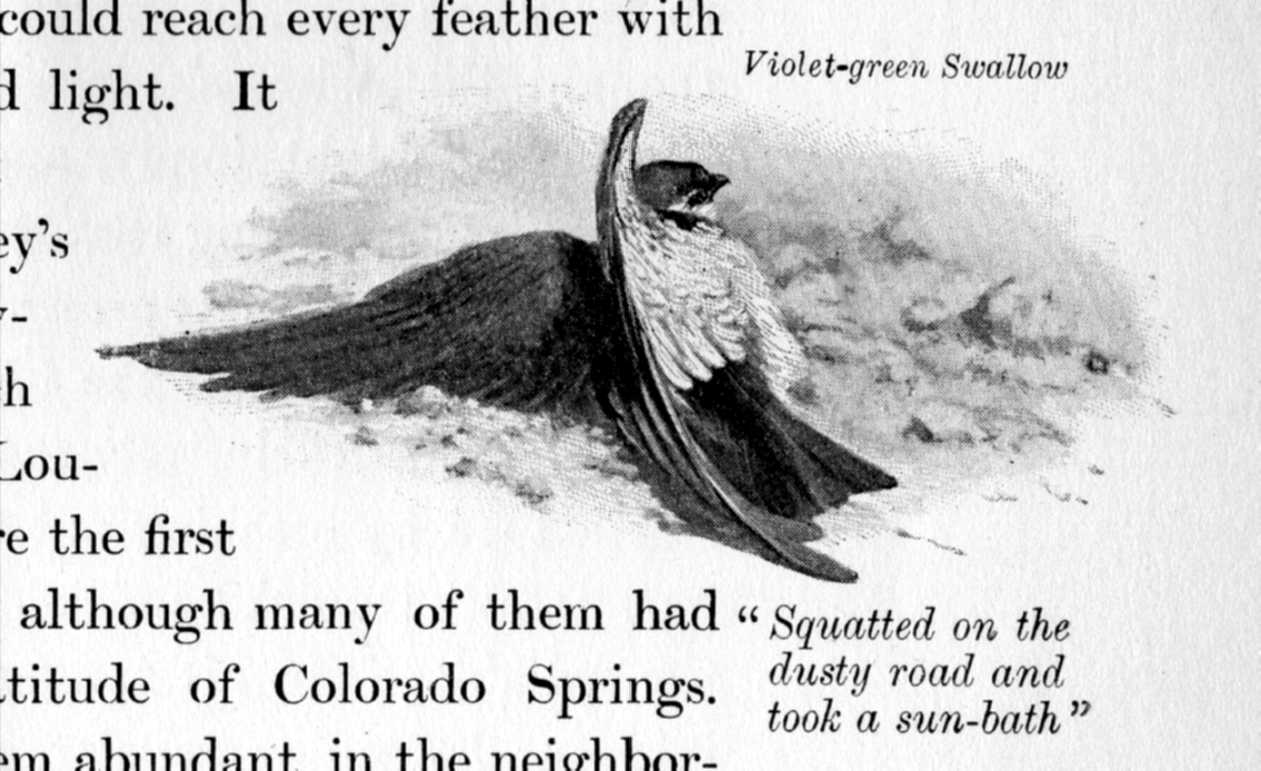 could reach every feather with
Violet-green Swallow
light. It
ey's
h
Lou-
e the first
although many of them had
titude of Colorado Springs.
em abundant in the neighbor-
"Squatted on the
dusty road and
took a sun-bath"